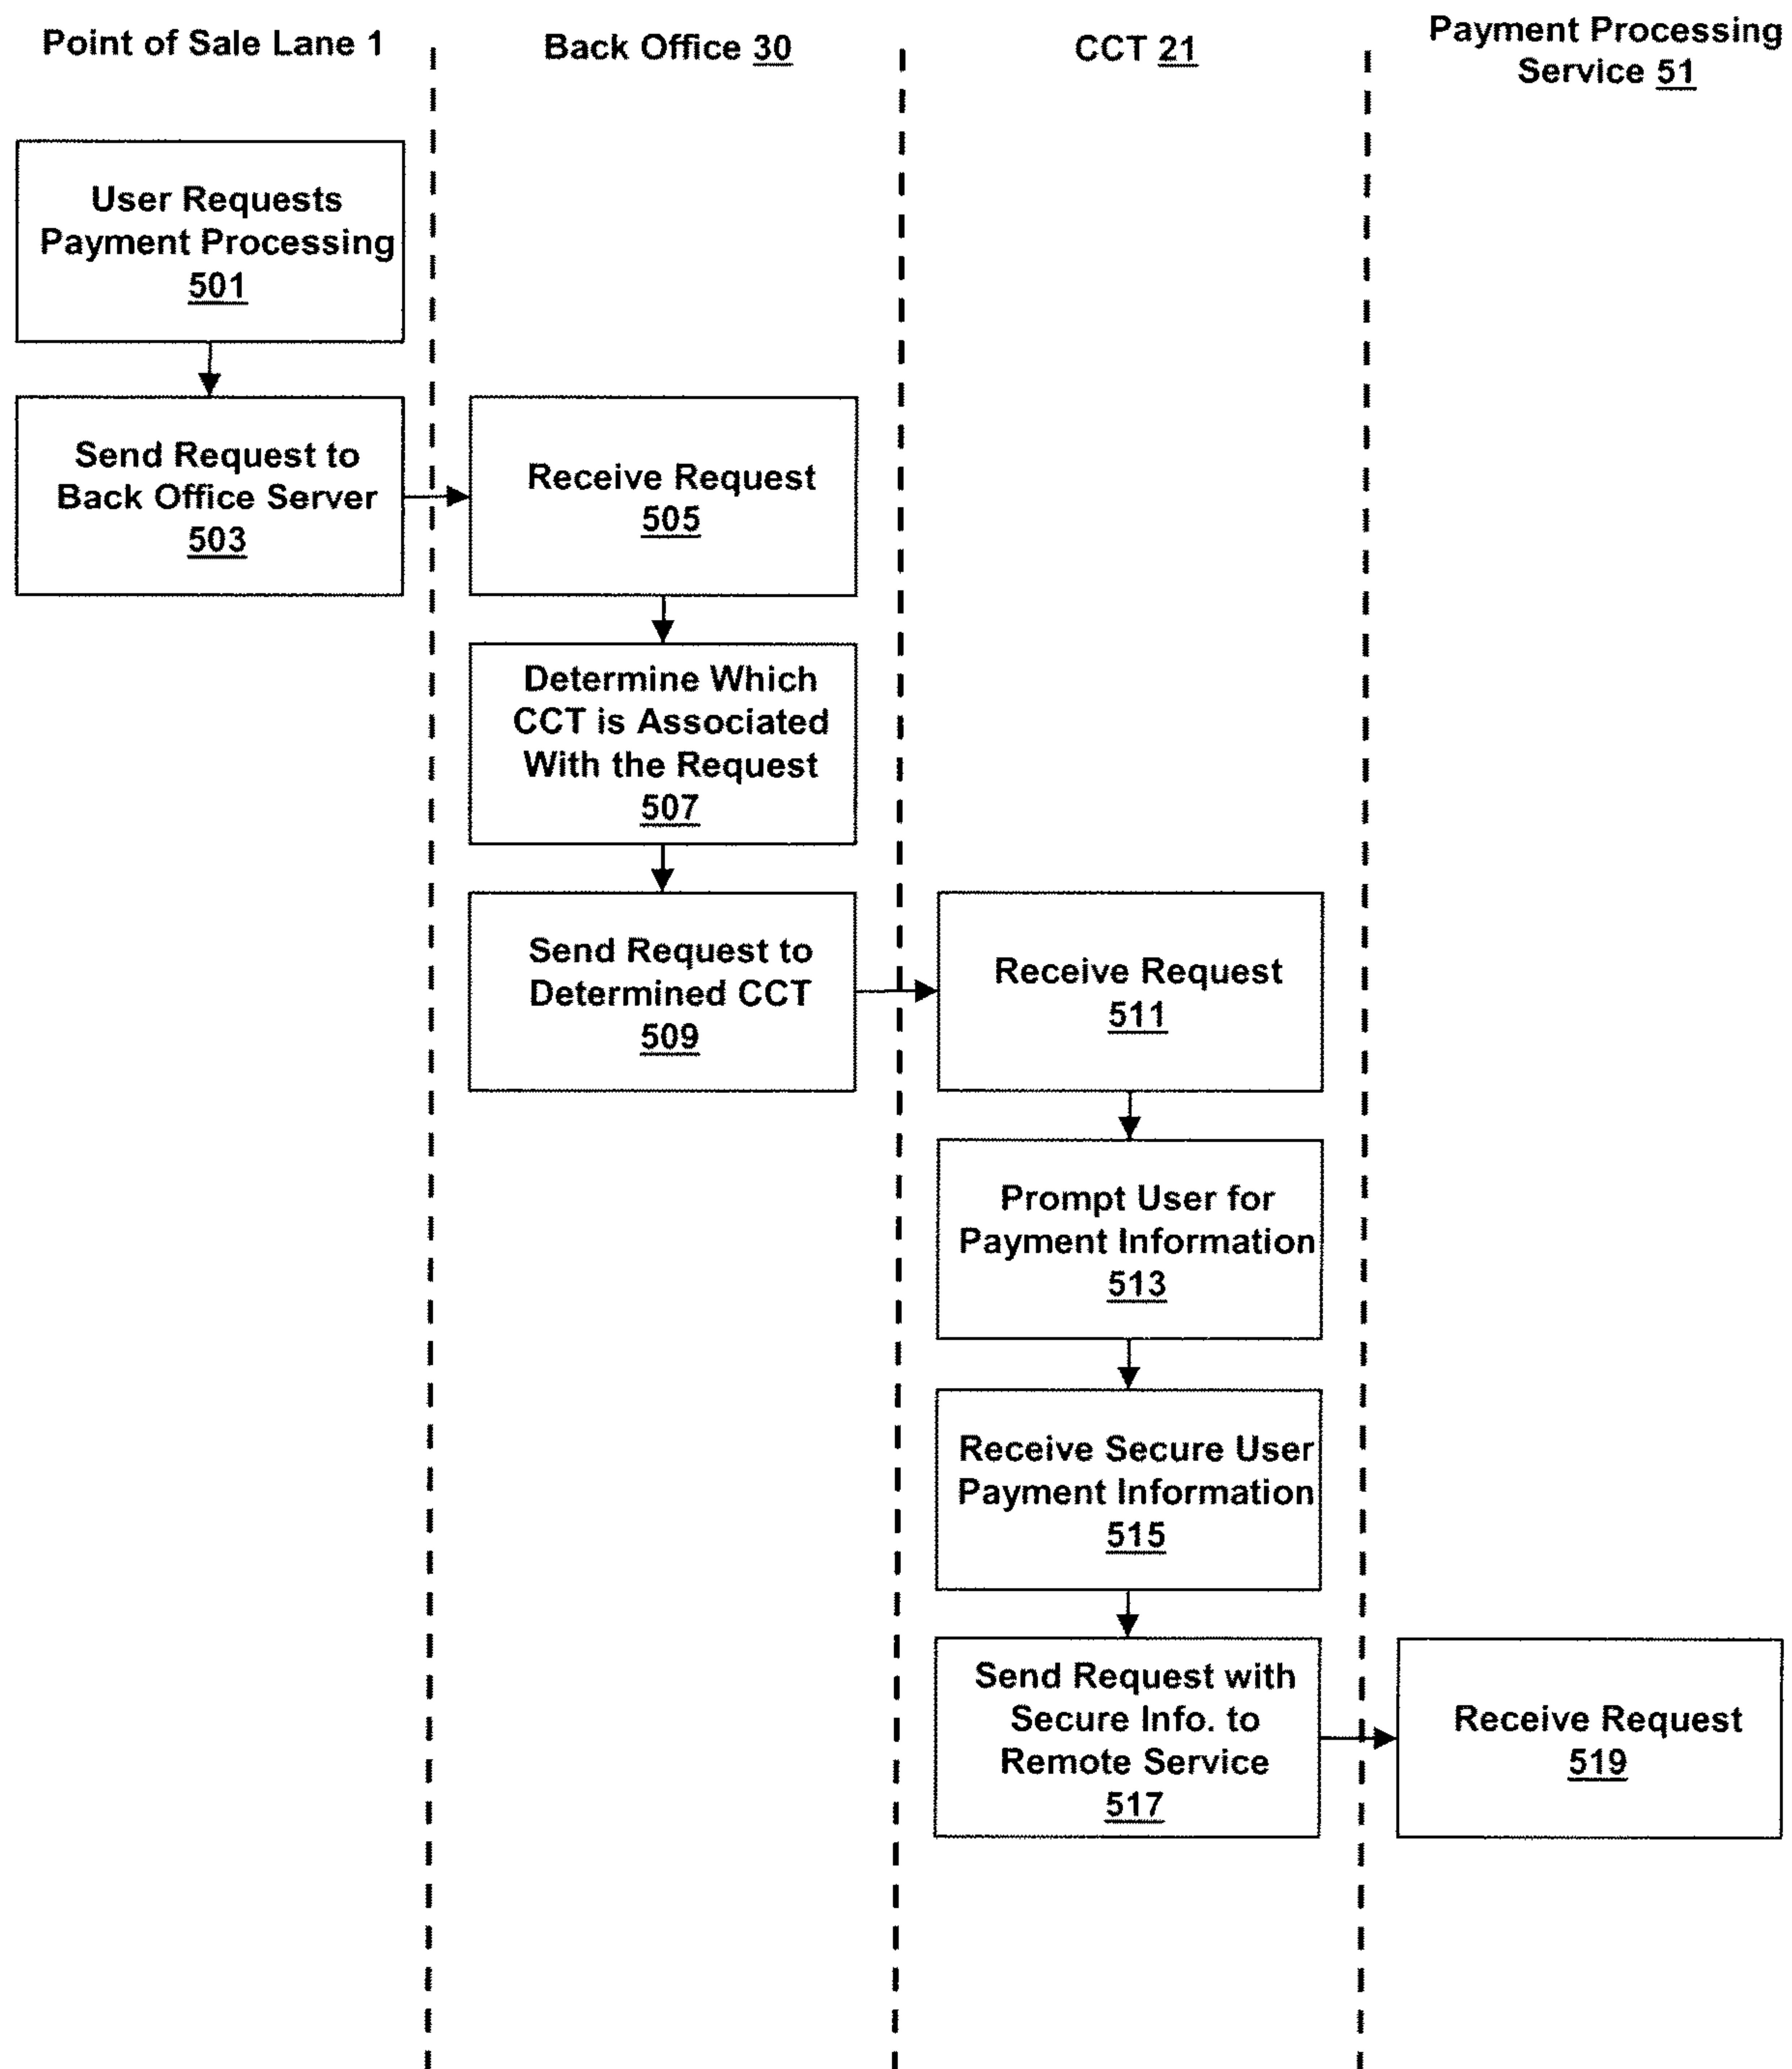 Point of Sale Lane 1
Back Office 30
CCT 21
Payment Processing
Service 51
User Requests
Payment Processing
501
Send Request to
Back Office Server
503
Receive Request
505
Determine Which
CCT is Associated
With the Request
507
Send Request to
Determined CCT
509
Receive Request
511
Prompt User for
Payment Information
513
Receive Secure User
Payment Information
515
Send Request with
Secure Info. to
Remote Service
517
Receive Request
519